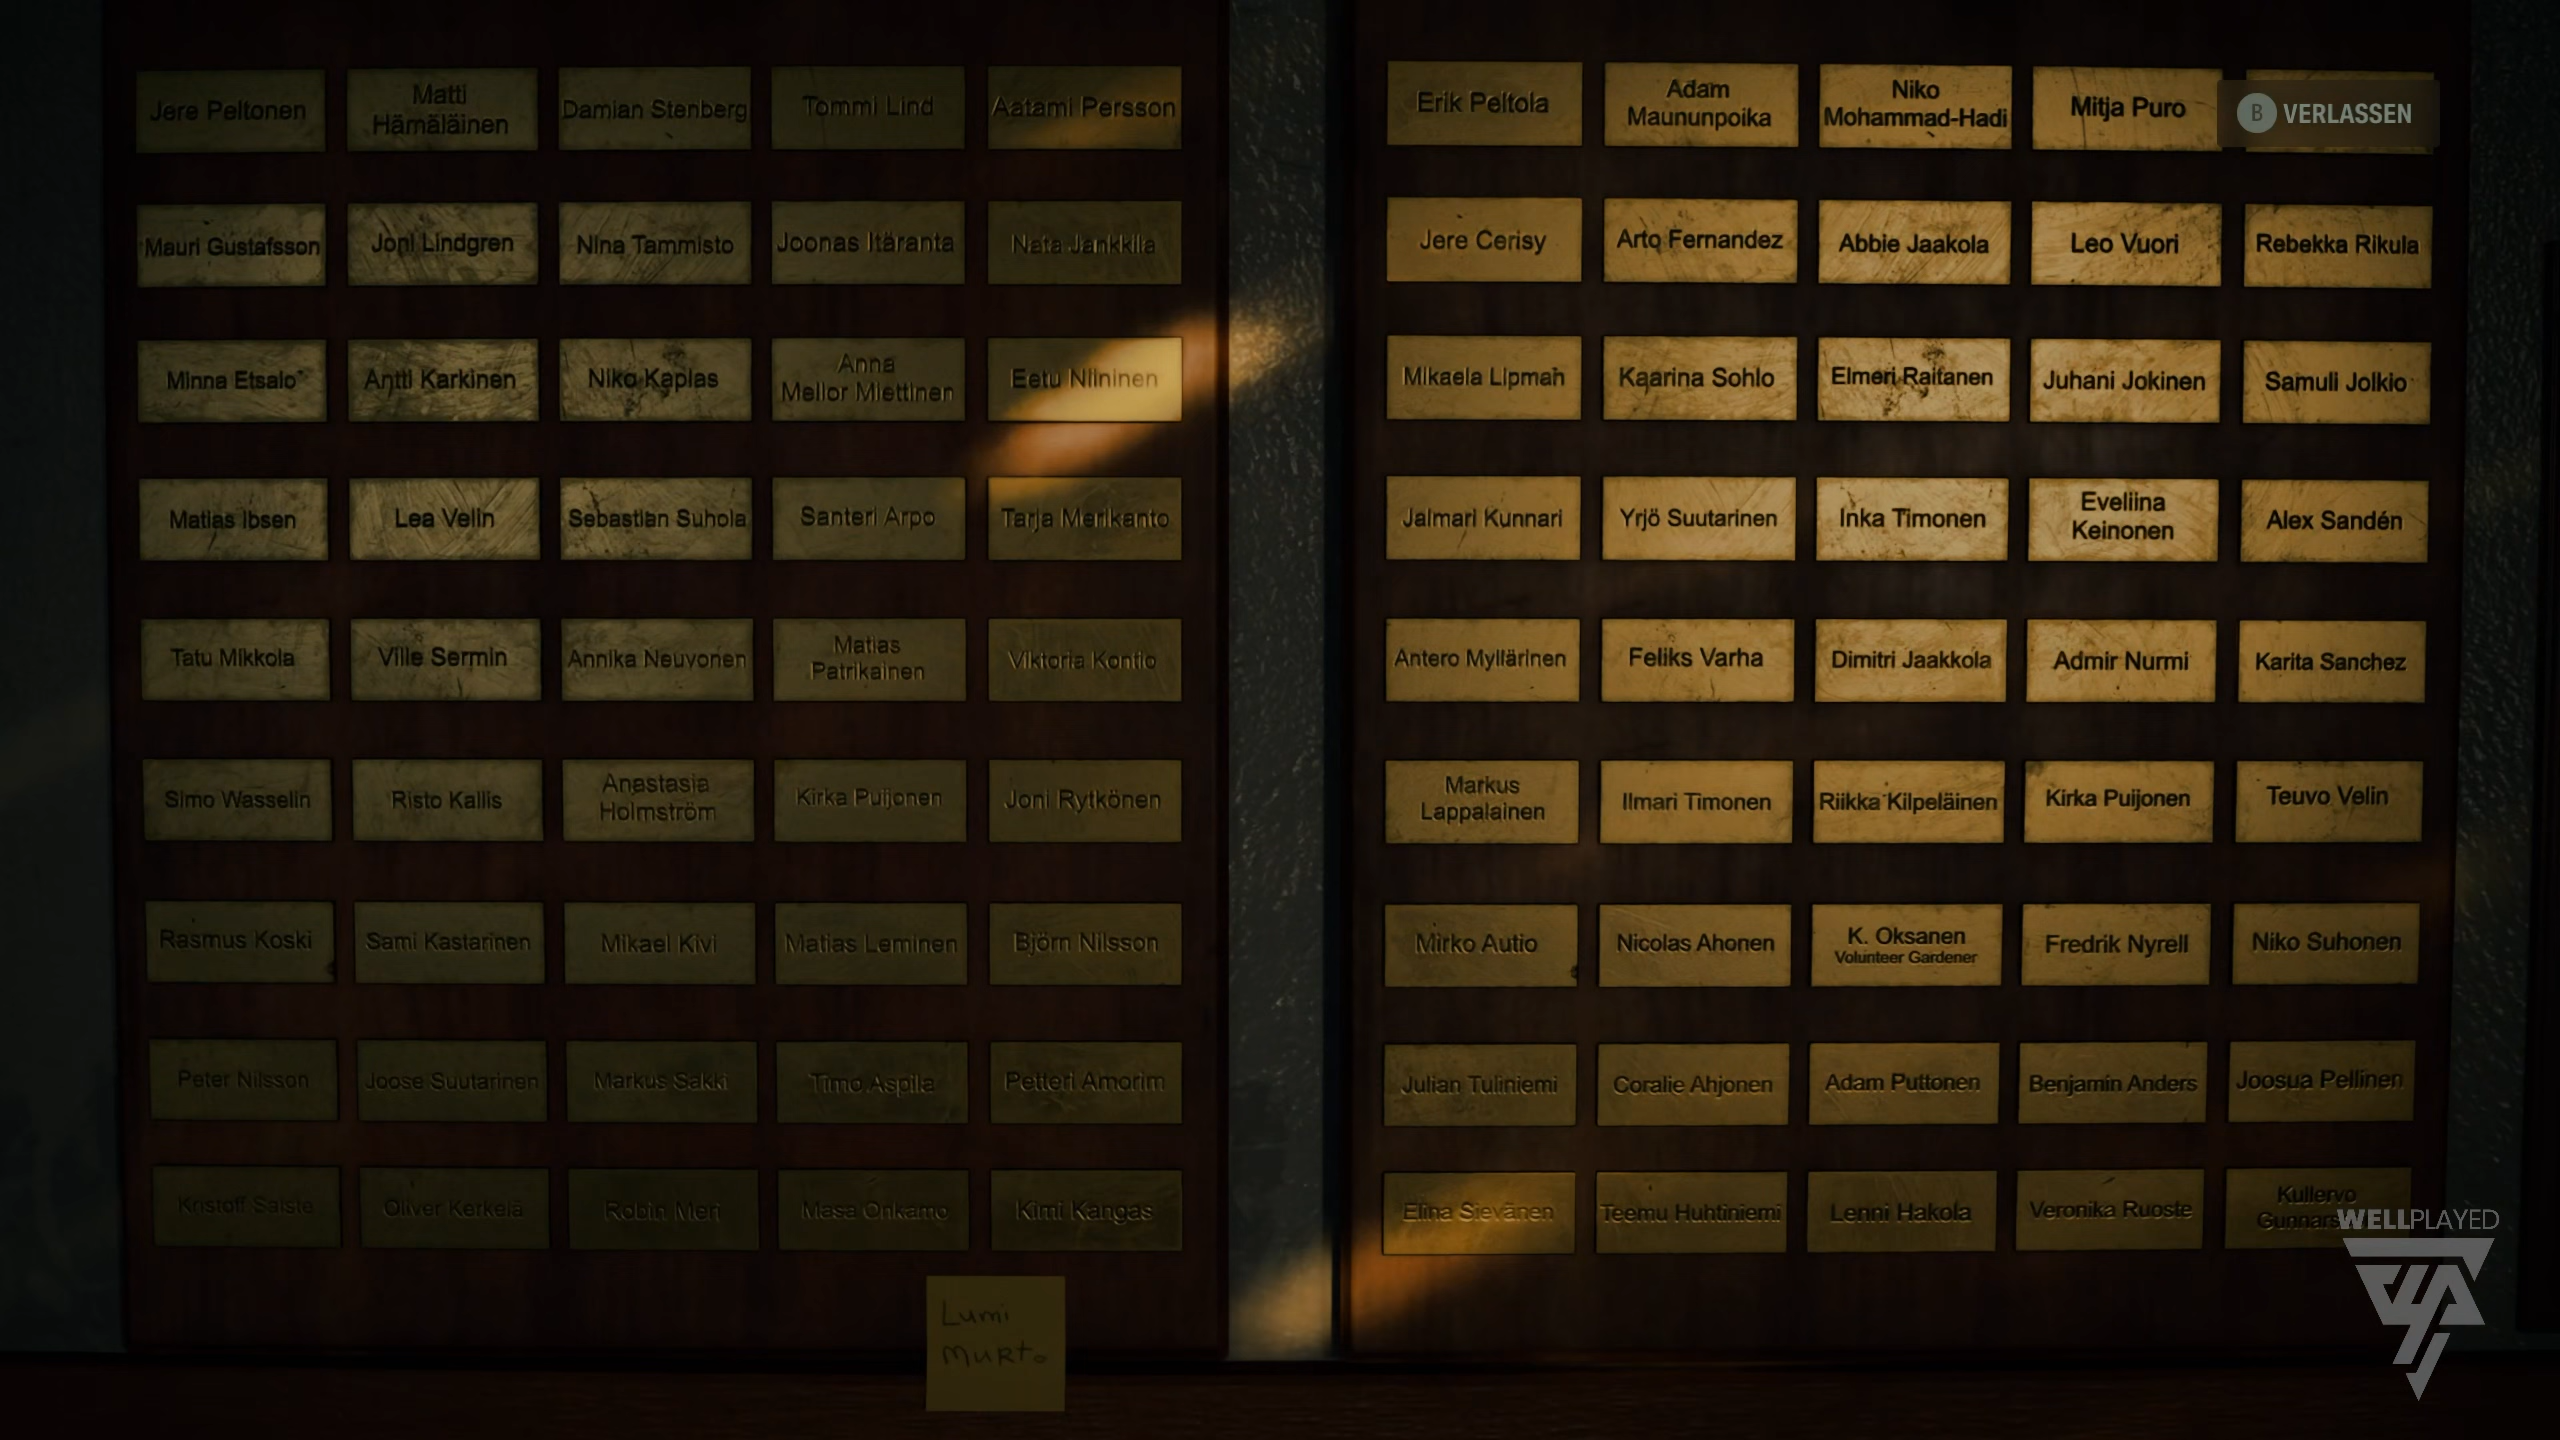 Jere Peltonen
Matti
Hämäläinen
Damian Stenberg
Tommi Lind
Aatami Persson
Mauri Gustafsson
Joni Lindgren
Nina Tammisto
Joonas Itäranta
Nata Jankkila
Minna Etsalo
Antti Karkinen
Niko Kaplas
Anna
Mellor Miettinen
Eetu Niininen
Matias Ibsen
Lea Velin
Sebastian Suhola
Santeri Arpo
Tarja Merikanto
Tatu Mikkola
Ville Sermin
Annika Neuvonen
Matias
Patrikainen
Viktoria Kontio
Simo Wasselin
Risto Kallis
Anastasia
Holmström
Kirka Puijonen
Joni Rytkönen
Rasmus Koski
Sami Kastarinen
Mikael Kivi
Matias Leminen
Björn Nilsson
Peter Nilsson
Joose Suutarinen
Markus Sakki
Timo Aspila
Petteri Amorim
Kristoff Salste
Oliver Kerkelä
Robin Meri
Masa Onkamo
Kimi Kangas
Lumi
Murto
Erik Peltola
Adam
Maununpoika
Niko
Mohammad-Hadi
Mitja Puro
B VERLASSEN
Jere Cerisy
Arto Fernandez
Abbie Jaakola
Leo Vuori
Rebekka Rikula
Mikaela Lipman
Kaarina Sohlo
Elmeri Raitanen
Juhani Jokinen
Samuli Jolkio
Jalmari Kunnari
Yrjö Suutarinen
Inka Timonen
Eveliina
Keinonen
Alex Sandén
Antero Myllärinen
Feliks Varha
Dimitri Jaakkola
Admir Nurmi
Karita Sanchez
Markus
Lappalainen
Ilmari Timonen
Riikka Kilpeläinen
Kirka Puijonen
Teuvo Velin
Mirko Autio
Nicolas Ahonen
K. Oksanen
Volunteer Gardener
Fredrik Nyrell
Niko Suhonen
Julian Tuliniemi
Coralie Ahjonen
Adam Puttonen
Benjamin Anders
Joosua Pellinen
Elina Sievänen
Teemu Huhtiniemi
Lenni Hakola
Veronika Ruoste
Kullervo
WELLPLAYED